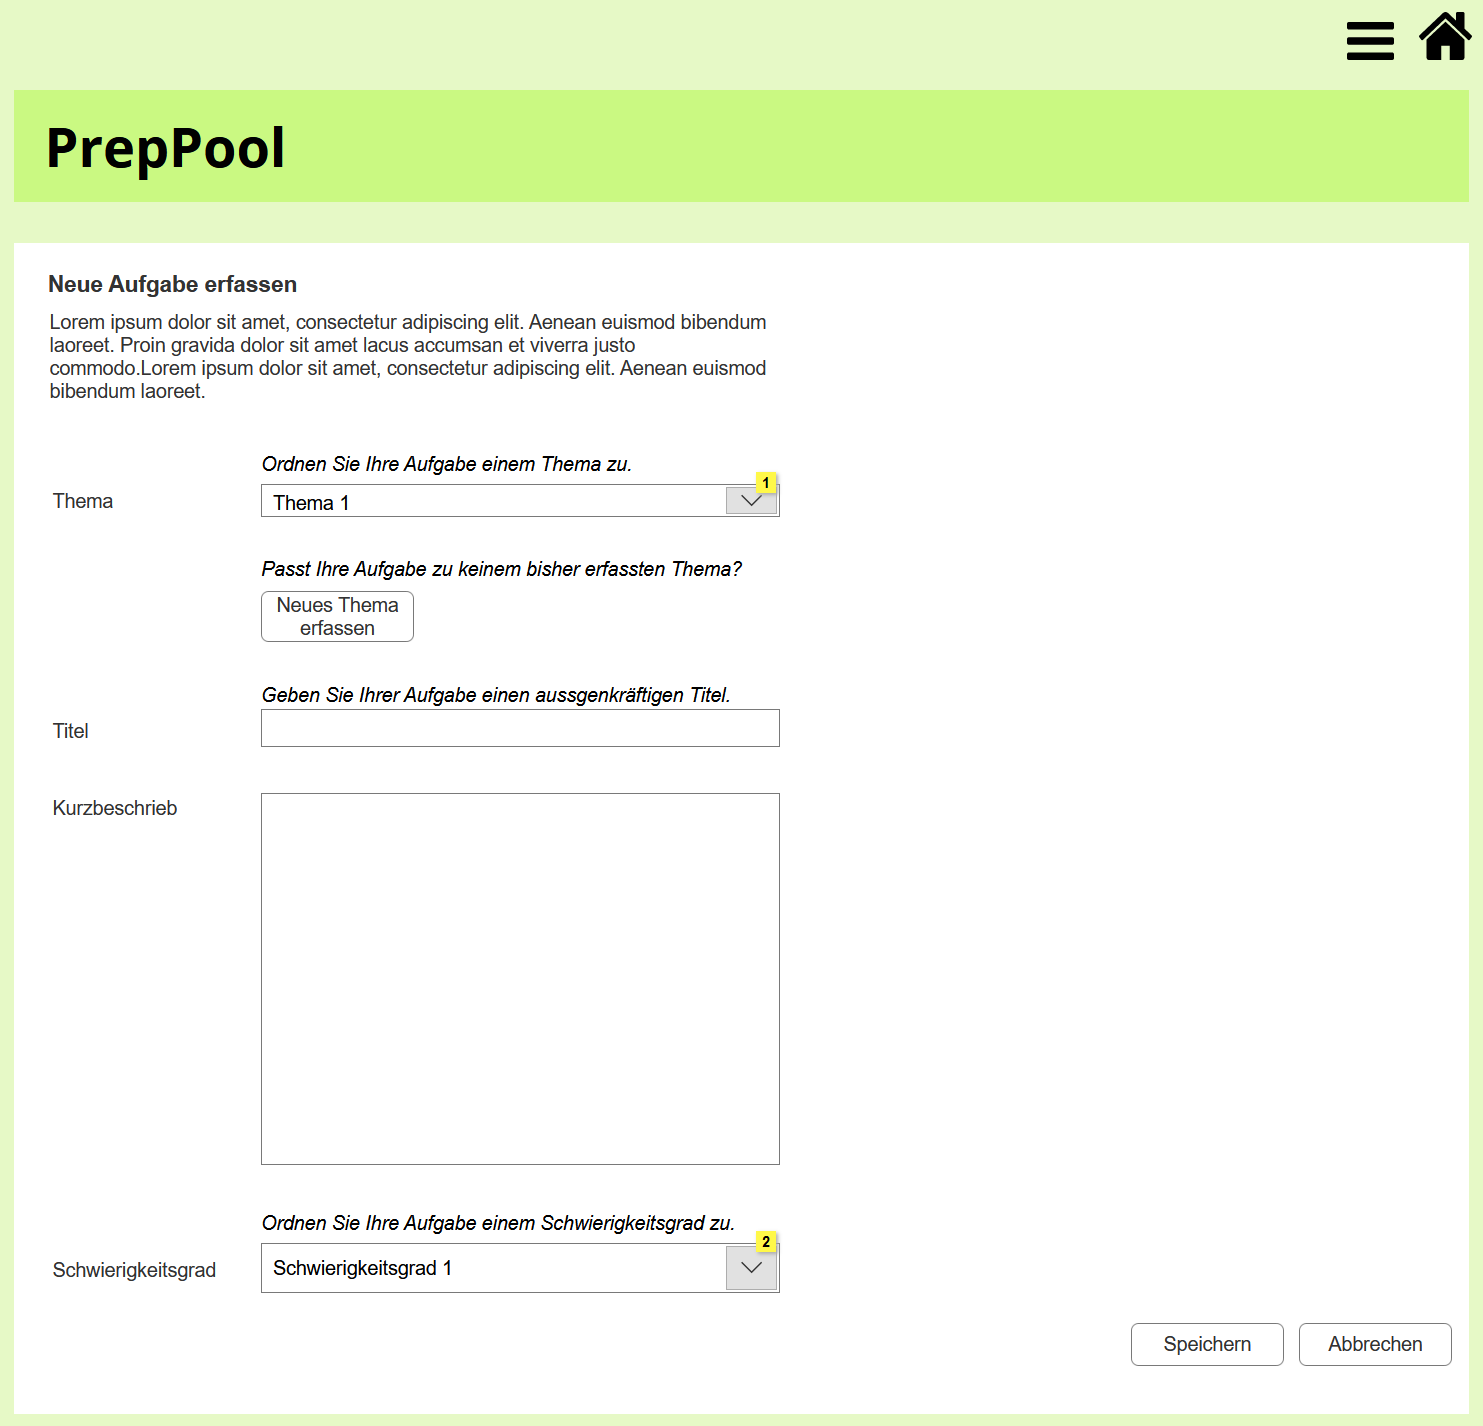 PrepPool
Neue Aufgabe erfassen
Lorem ipsum dolor sit amet, consectetur adipiscing elit. Aenean euismod bibendum
laoreet. Proin gravida dolor sit amet lacus accumsan et viverra justo
commodo.Lorem ipsum dolor sit amet, consectetur adipiscing elit. Aenean euismod
bibendum laoreet.
Ordnen Sie Ihre Aufgabe einem Thema zu.
1
Thema
Thema 1
Passt Ihre Aufgabe zu keinem bisher erfassten Thema?
Neues Thema
erfassen
Geben Sie Ihrer Aufgabe einen aussgenkräftigen Titel.
Titel
Kurzbeschrieb
Ordnen Sie Ihre Aufgabe einem Schwierigkeitsgrad zu.
2
Schwierigkeitsgrad
Schwierigkeitsgrad 1
Speichern
Abbrechen